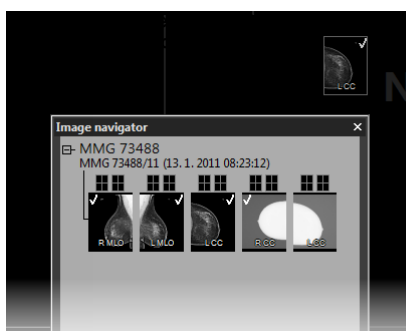 L CC
N
Image navigator
MMG 73488
MMG 73488/11 (13. 1. 2011 08:23:12)
R MLO L MLO L CC R CC L CC